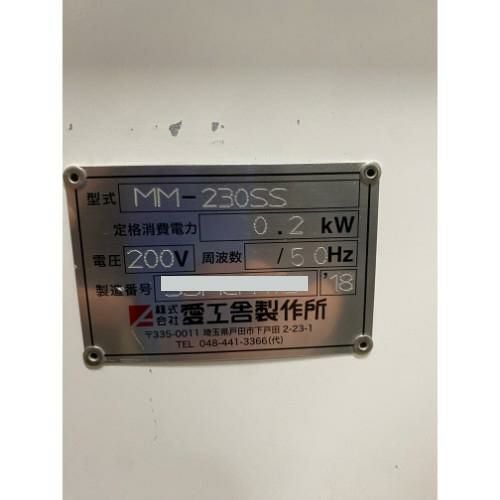 型式 MM-230SS
定格消費電力 0.2 kW
電圧 200V 周波数 /50Hz
製造番号 '18
株式会社 愛工舎製作所
〒335-0011 埼玉県戸田市下戸田 2-23-1
TEL 048-441-3366(代)